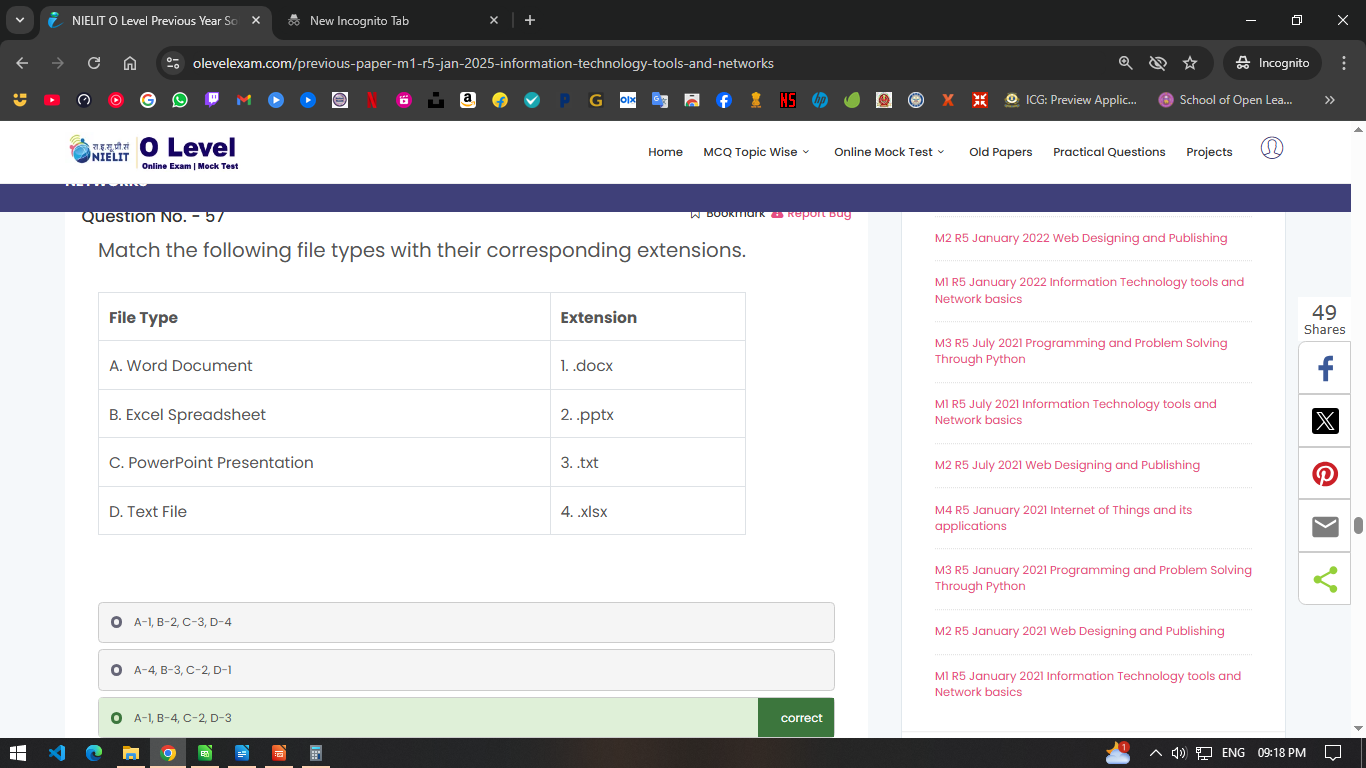 NIELIT O Level Previous Year So
New Incognito Tab
olevelexam.com/previous-paper-m1-r5-jan-2025-information-technology-tools-and-networks
Incognito
ICG: Preview Applic...
School of Open Lea...
NIELIT
O Level
Online Exam | Mock Test
Home
MCQ Topic Wise
Online Mock Test
Old Papers
Practical Questions
Projects
NETWORKS
Question No. - 57
Bookmark
Report Bug
Match the following file types with their corresponding extensions.
File Type Extension
A. Word Document 1. .docx
B. Excel Spreadsheet 2. .pptx
C. PowerPoint Presentation 3. .txt
D. Text File 4. .xlsx
A-1, B-2, C-3, D-4
A-4, B-3, C-2, D-1
A-1, B-4, C-2, D-3 correct
M2 R5 January 2022 Web Designing and Publishing
M1 R5 January 2022 Information Technology tools and
Network basics
M3 R5 July 2021 Programming and Problem Solving
Through Python
M1 R5 July 2021 Information Technology tools and
Network basics
M2 R5 July 2021 Web Designing and Publishing
M4 R5 January 2021 Internet of Things and its
applications
M3 R5 January 2021 Programming and Problem Solving
Through Python
M2 R5 January 2021 Web Designing and Publishing
M1 R5 January 2021 Information Technology tools and
Network basics
49
Shares
1
ENG
09:18 PM